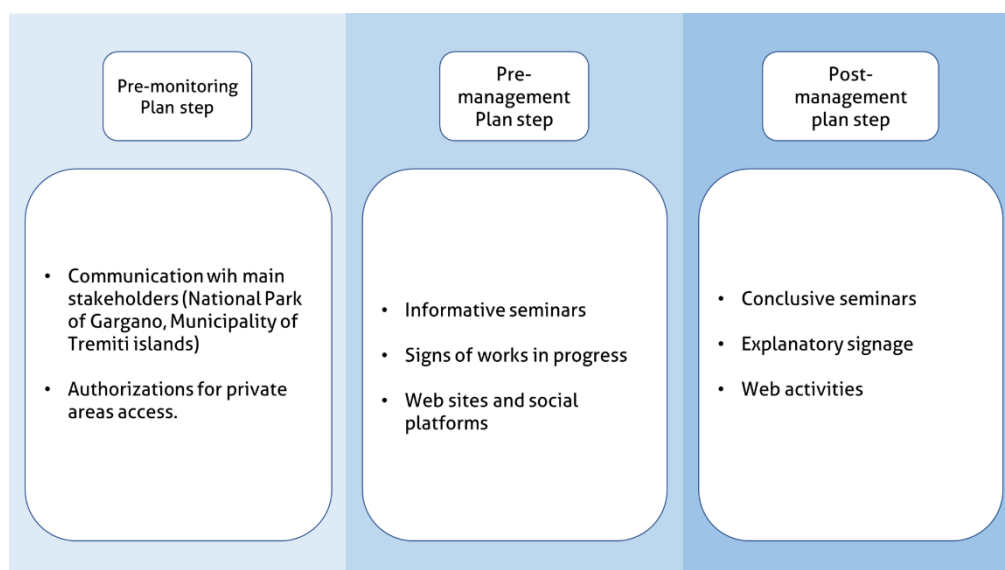 Pre-monitoring
Plan step
• Communication wih main
stakeholders (National Park
of Gargano, Municipality of
Tremiti islands)
• Authorizations for private
areas access.
Pre-
management
Plan step
• Informative seminars
• Signs of works in progress
• Web sites and social
platforms
Post-
management
plan step
• Conclusive seminars
• Explanatory signage
• Web activities